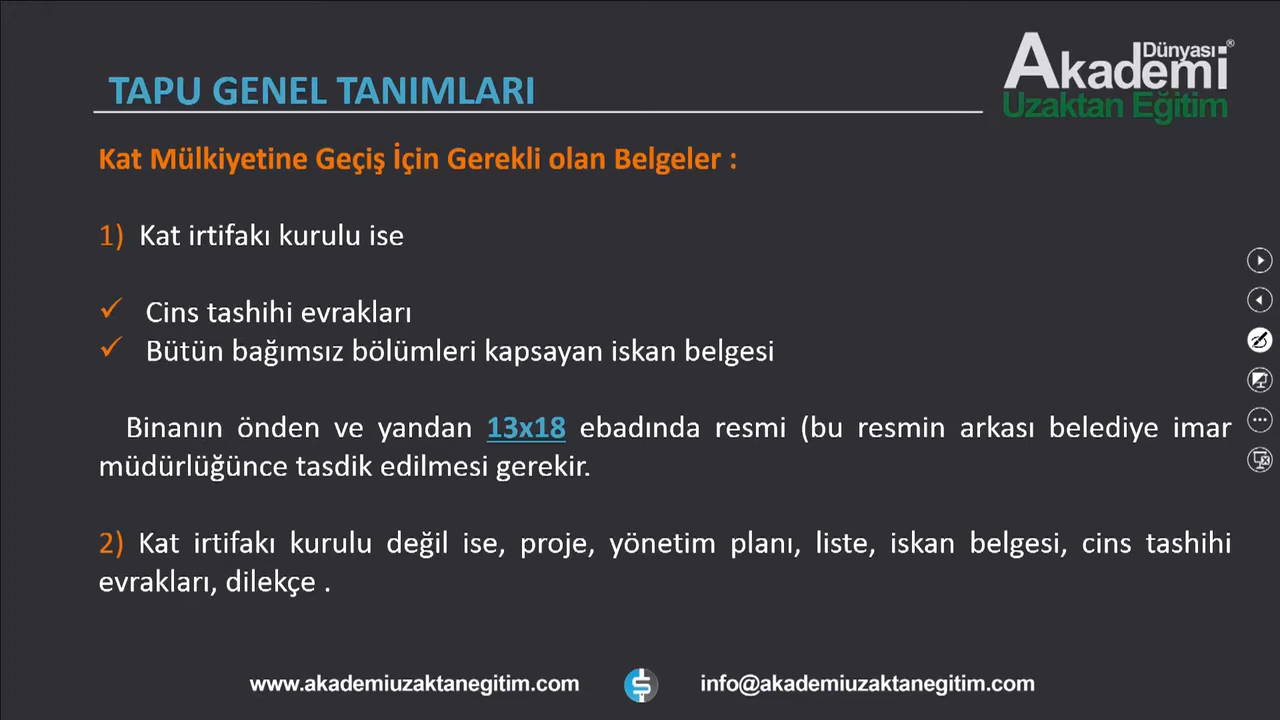 Dünyası®
Akademi
Uzaktan Eğitim
TAPU GENEL TANIMLARI
Kat Mülkiyetine Geçiş İçin Gerekli olan Belgeler :
1) Kat irtifakı kurulu ise
✓ Cins tashihi evrakları
✓ Bütün bağımsız bölümleri kapsayan iskan belgesi
Binanın önden ve yandan 13x18 ebadında resmi (bu resmin arkası belediye imar
müdürlüğünce tasdik edilmesi gerekir.
2) Kat irtifakı kurulu değil ise, proje, yönetim planı, liste, iskan belgesi, cins tashihi
evrakları, dilekçe .
www.akademiuzaktanegitim.com info@akademiuzaktanegitim.com